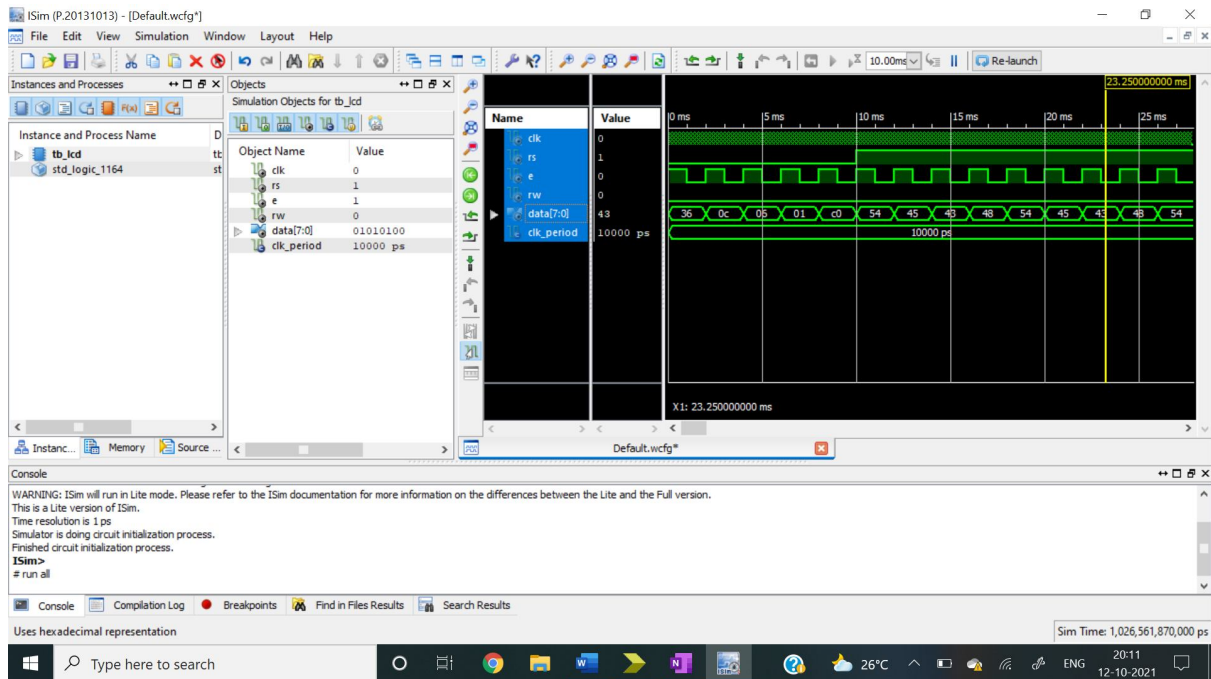 ISim (P.20131013) - [Default.wcfg*]
File Edit View Simulation Window Layout Help
10.00ms Re-launch
Instances and Processes
Instance and Process Name D
tb_lcd tb
std_logic_1164 st
Instanc... Memory Source ...
Objects
Simulation Objects for tb_lcd
Object Name Value
clk 0
rs 1
e 1
rw 0
data[7:0] 01010100
clk_period 10000 ps
Name Value
clk 0
rs 1
e 0
rw 0
data[7:0] 43
clk_period 10000 ps
23.250000000 ms
0 ms 5 ms 10 ms 15 ms 20 ms 25 ms
36 0c 06 01 c0 54 45 43 48 54 45 43 48 54
10000 ps
X1: 23.250000000 ms
Default.wcfg*
Console
WARNING: ISim will run in Lite mode. Please refer to the ISim documentation for more information on the differences between the Lite and the Full version.
This is a Lite version of ISim.
Time resolution is 1 ps
Simulator is doing circuit initialization process.
Finished circuit initialization process.
ISim>
# run all
Console Compilation Log Breakpoints Find in Files Results Search Results
Uses hexadecimal representation Sim Time: 1,026,561,870,000 ps
Type here to search 26°C ENG 20:11
12-10-2021